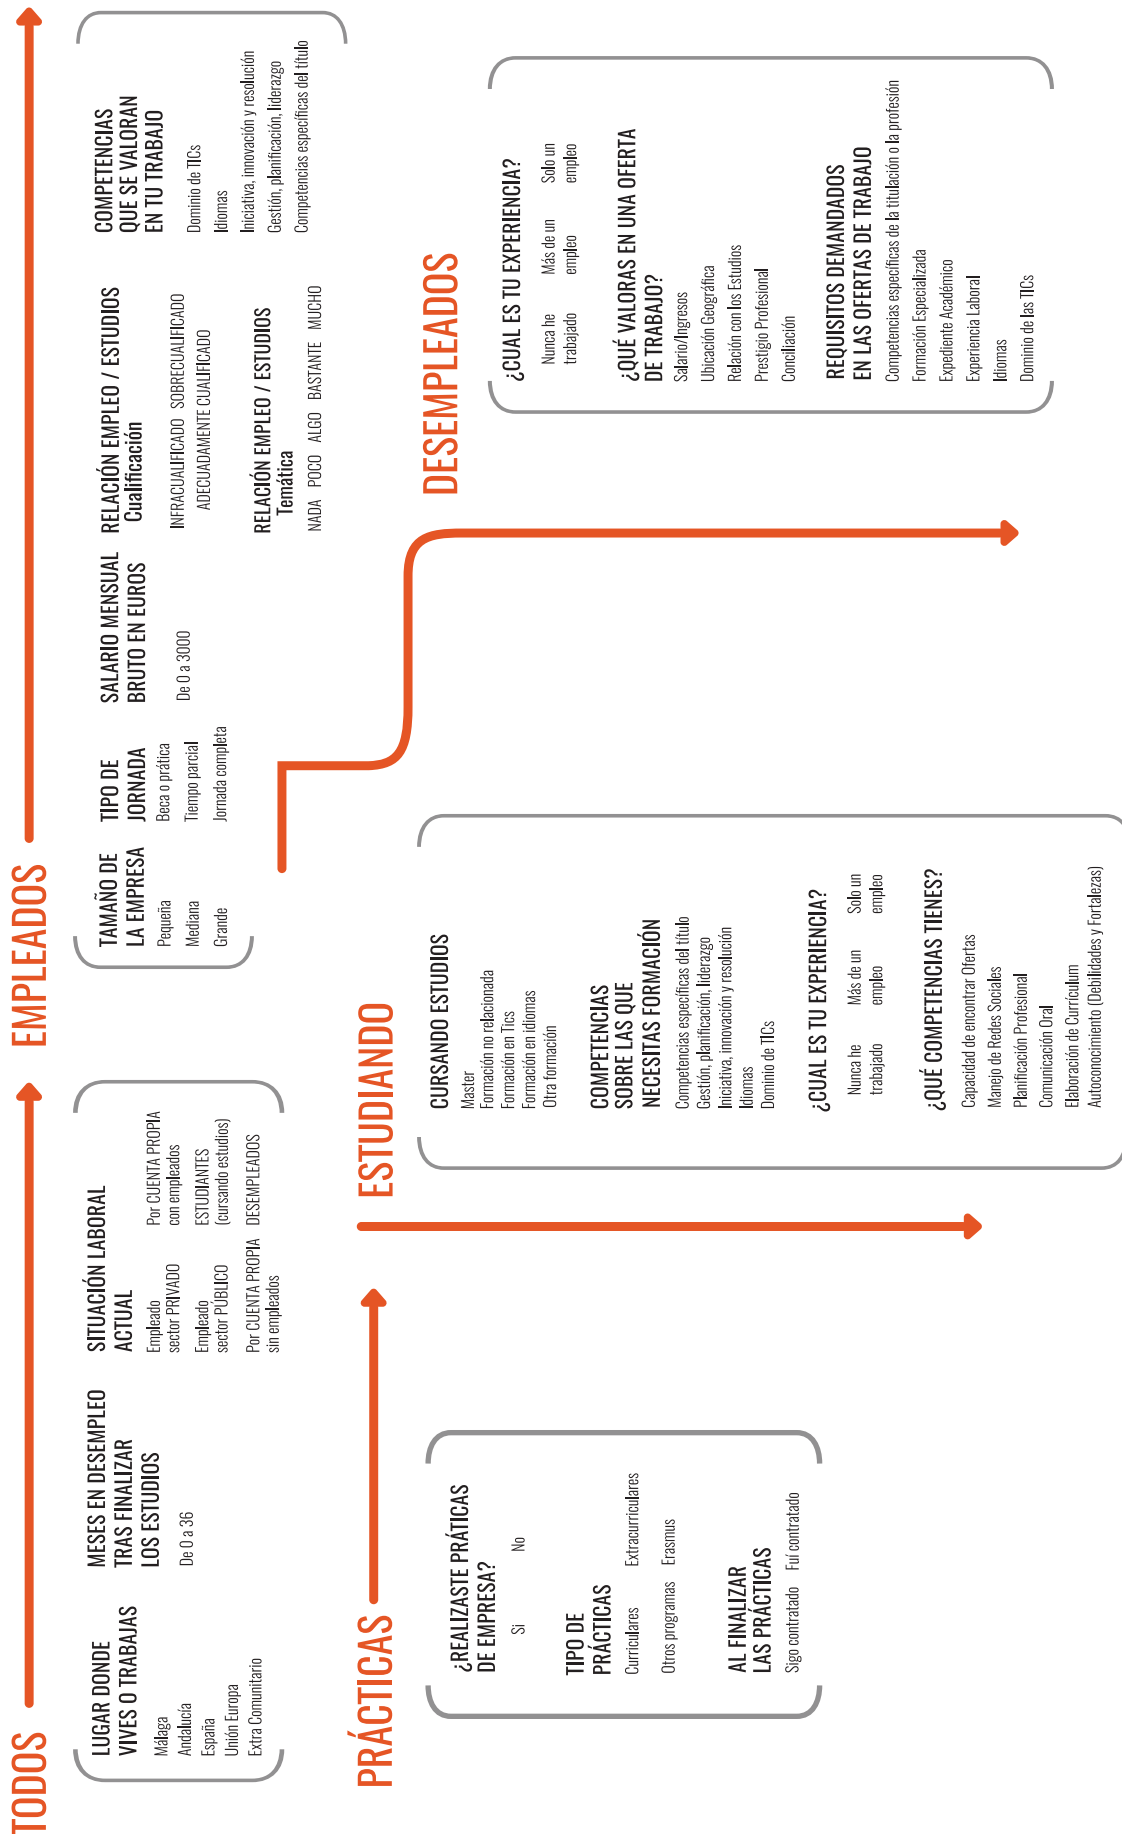 TODOS
LUGAR DONDE
VIVES O TRABAJAS
Málaga
Andalucía
España
Unión Europa
Extra Comunitario
MESES EN DESEMPLEO
TRAS FINALIZAR
LOS ESTUDIOS
De 0 a 36
SITUACIÓN LABORAL
ACTUAL
Empleado
sector PRIVADO
Por CUENTA PROPIA
con empleados
Empleado
sector PÚBLICO
ESTUDIANTES
(cursando estudios)
Por CUENTA PROPIA
sin empleados
DESEMPLEADOS
EMPLEADOS
TAMAÑO DE
LA EMPRESA
Pequeña
Mediana
Grande
TIPO DE
JORNADA
Beca o prática
Tiempo parcial
Jornada completa
SALARIO MENSUAL
BRUTO EN EUROS
De 0 a 3000
RELACIÓN EMPLEO / ESTUDIOS
Cualificación
INFRACUALIFICADO SOBRECUALIFICADO
ADECUADAMENTE CUALIFICADO
RELACIÓN EMPLEO / ESTUDIOS
Temática
NADA POCO ALGO BASTANTE MUCHO
COMPETENCIAS
QUE SE VALORAN
EN TU TRABAJO
Dominio de TICs
Idiomas
Iniciativa, innovación y resolución
Gestión, planificación, liderazgo
Competencias específicas del título
PRÁCTICAS
¿REALIZASTE PRÁTICAS
DE EMPRESA?
Si No
TIPO DE
PRÁCTICAS
Curriculares Extracurriculares
Otros programas Erasmus
AL FINALIZAR
LAS PRÁCTICAS
Sigo contratado Fuí contratado
ESTUDIANDO
CURSANDO ESTUDIOS
Master
Formación no relacionada
Formación en Tics
Formación en idiomas
Otra formación
COMPETENCIAS
SOBRE LAS QUE
NECESITAS FORMACIÓN
Competencias específicas del título
Gestión, planificación, liderazgo
Iniciativa, innovación y resolución
Idiomas
Dominio de TICs
¿CUAL ES TU EXPERIENCIA?
Nunca he
trabajado
Más de un
empleo
Solo un
empleo
¿QUÉ COMPETENCIAS TIENES?
Capacidad de encontrar Ofertas
Manejo de Redes Sociales
Planificación Profesional
Comunicación Oral
Elaboración de Currículum
Autoconocimiento (Debilidades y Fortalezas)
DESEMPLEADOS
¿CUAL ES TU EXPERIENCIA?
Nunca he
trabajado
Más de un
empleo
Solo un
empleo
¿QUÉ VALORAS EN UNA OFERTA
DE TRABAJO?
Salario/Ingresos
Ubicación Geográfica
Relación con los Estudios
Prestigio Profesional
Conciliación
REQUISITOS DEMANDADOS
EN LAS OFERTAS DE TRABAJO
Competencias específicas de la titulación o la profesión
Formación Especializada
Expediente Académico
Experiencia Laboral
Idiomas
Dominio de las TICs